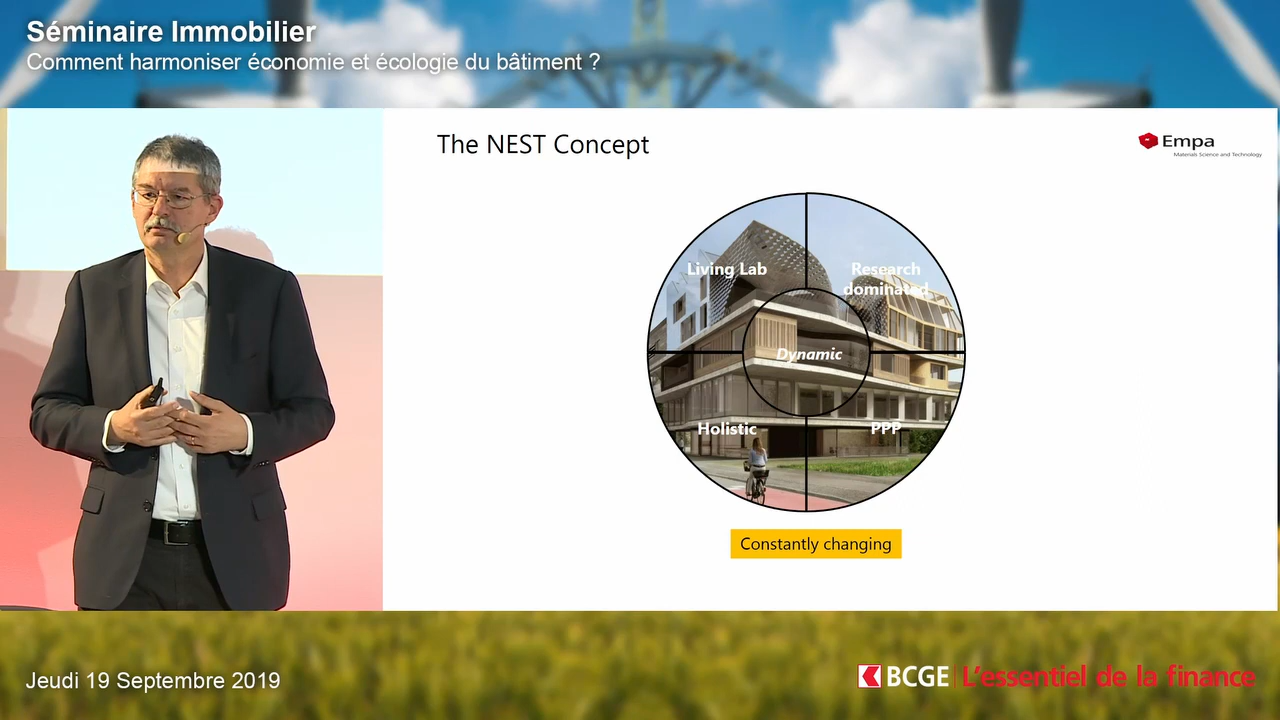 Séminaire Immobilier
Comment harmoniser économie et écologie du bâtiment ?
The NEST Concept
Empa
Materials Science and Technology
Living Lab
Research
dominated
Dynamic
Holistic
PPP
Constantly changing
Jeudi 19 Septembre 2019
BCGE L'essentiel de la finance